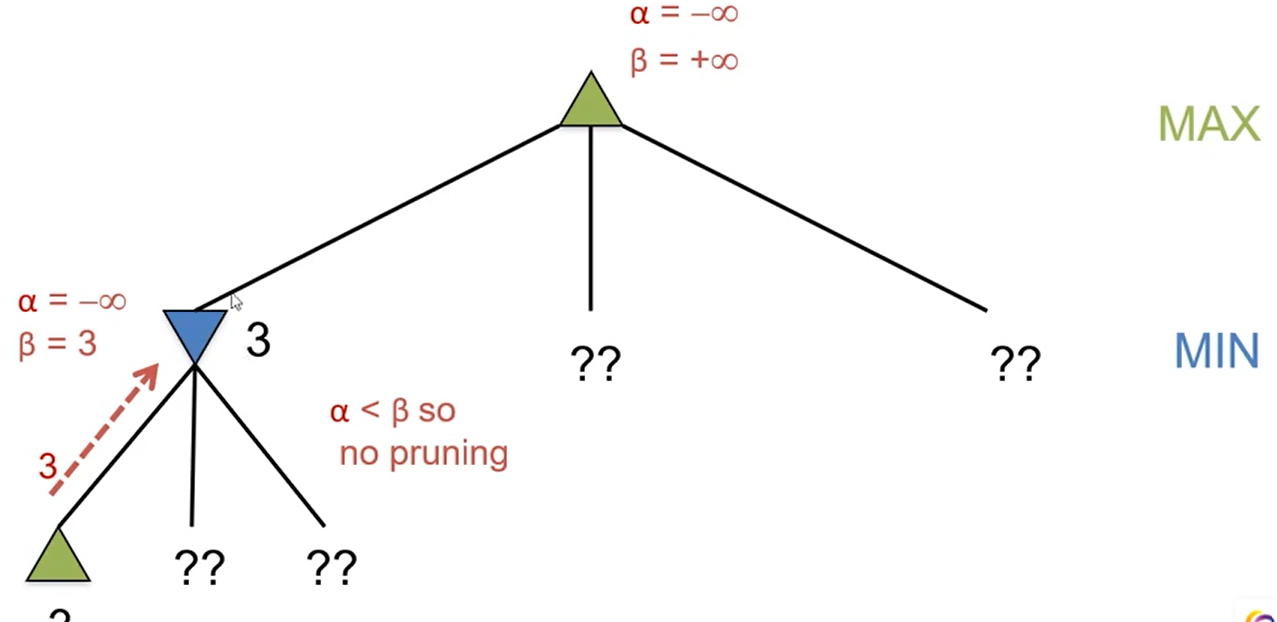 α = −∞
β = +∞
MAX
α = −∞
β = 3
3
??
??
MIN
α < β so
no pruning
3
??
??